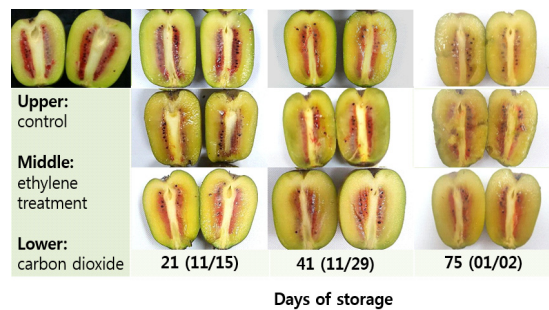 Upper:
control
Middle:
ethylene
treatment
Lower:
carbon dioxide
21 (11/15)
41 (11/29)
75 (01/02)
Days of storage